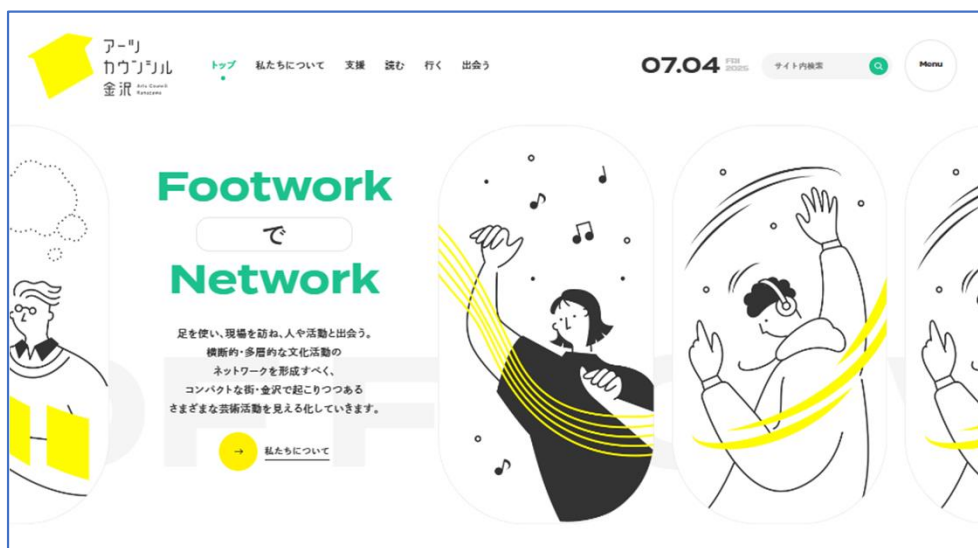 アーツ
カウンシル
金沢 Arts Council Kanazawa
トップ 私たちについて 支援 読む 行く 出会う
07.04 FRI 2025
サイト内検索
Menu
Footwork
で
Network
足を使い、現場を訪ね、人や活動と出会う。
横断的・多層的な文化活動の
ネットワークを形成すべく、
コンパクトな街・金沢で起こりつつある
さまざまな芸術活動を見える化していきます。
→ 私たちについて